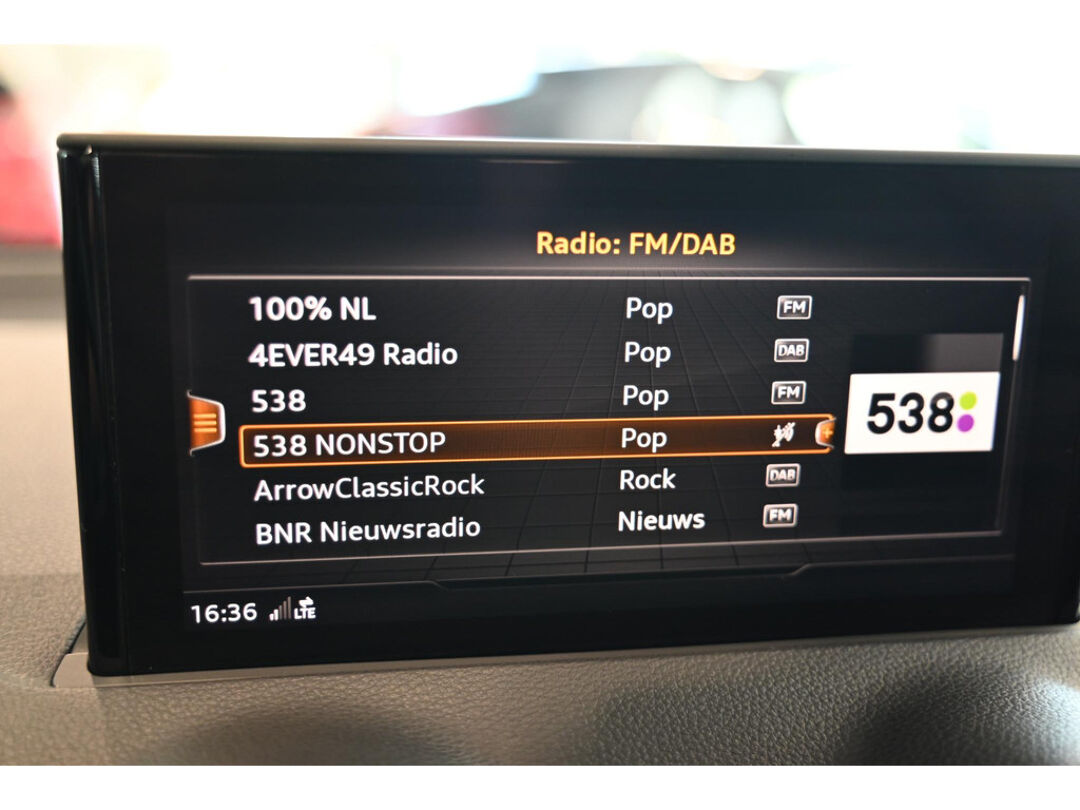 Radio: FM/DAB
100% NL Pop FM
4EVER49 Radio Pop DAB
538 Pop FM
538 NONSTOP Pop
538
ArrowClassicRock Rock DAB
BNR Nieuwsradio Nieuws FM
16:36 LTE